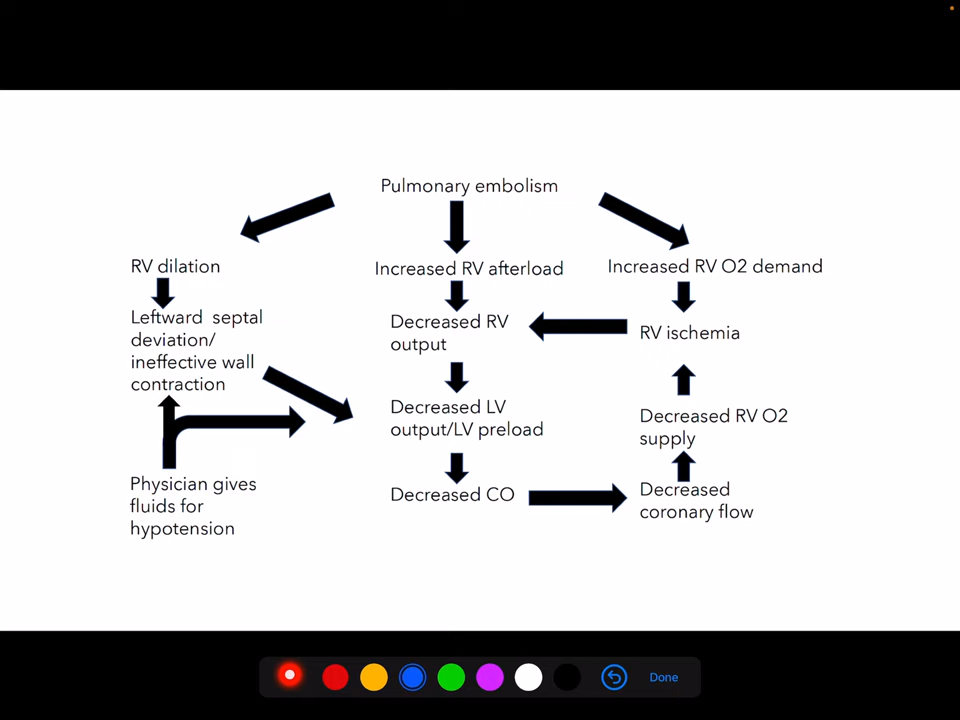 Pulmonary embolism
RV dilation
Increased RV afterload
Increased RV O2 demand
Leftward septal
deviation/
ineffective wall
contraction
Decreased RV
output
RV ischemia
Decreased LV
output/LV preload
Decreased RV O2
supply
Physician gives
fluids for
hypotension
Decreased CO
Decreased
coronary flow
Done